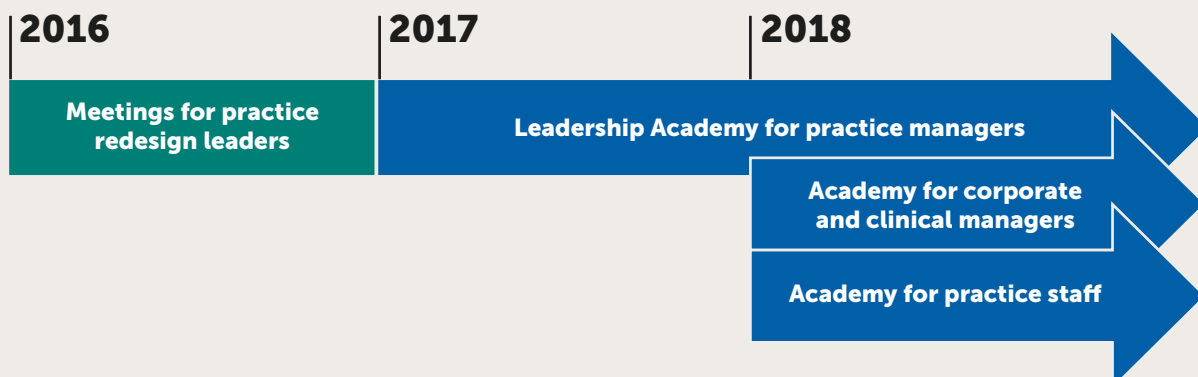 2016
2017
2018
Meetings for practice
redesign leaders
Leadership Academy for practice managers
Academy for corporate
and clinical managers
Academy for practice staff